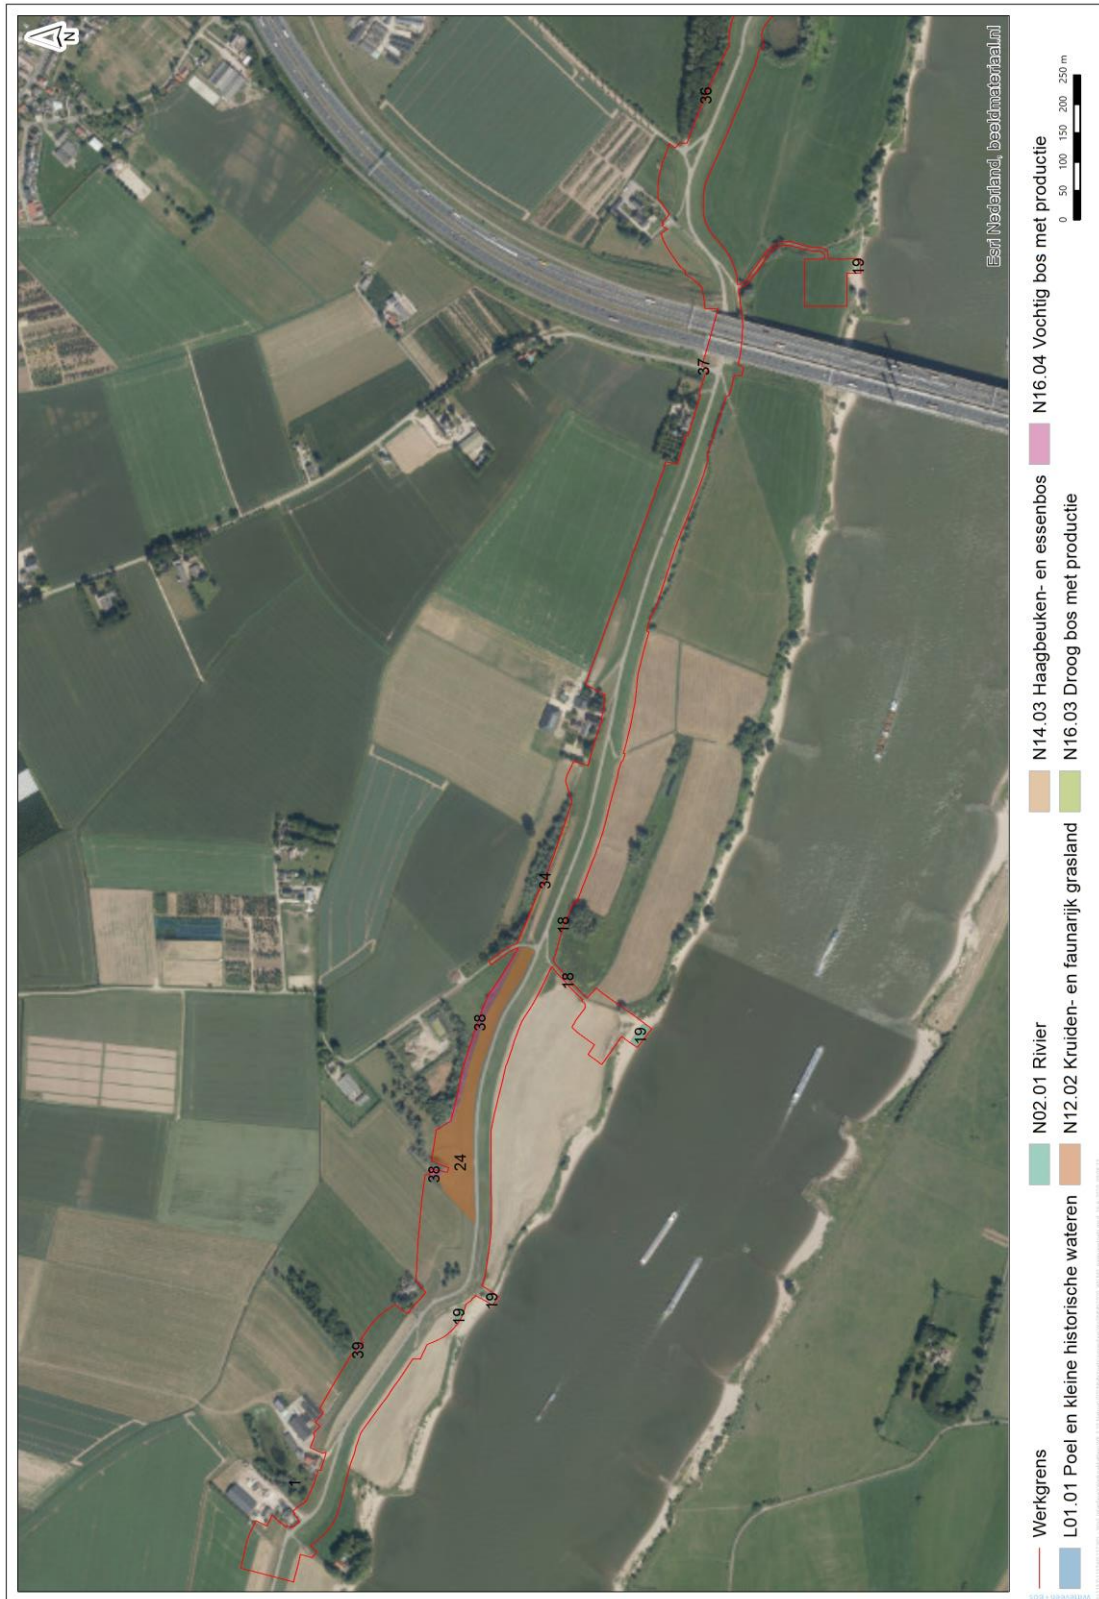 N
Esri Nederland, beeldmateriaal.nl
36
19
37
34
18
18
19
38
38
24
19
19
39
1
Werkgrens
L01.01 Poel en kleine historische wateren
N02.01 Rivier
N12.02 Kruiden- en faunarijk grasland
N14.03 Haagbeuken- en essenbos
N16.03 Droog bos met productie
N16.04 Vochtig bos met productie
0 50 100 150 200 250 m